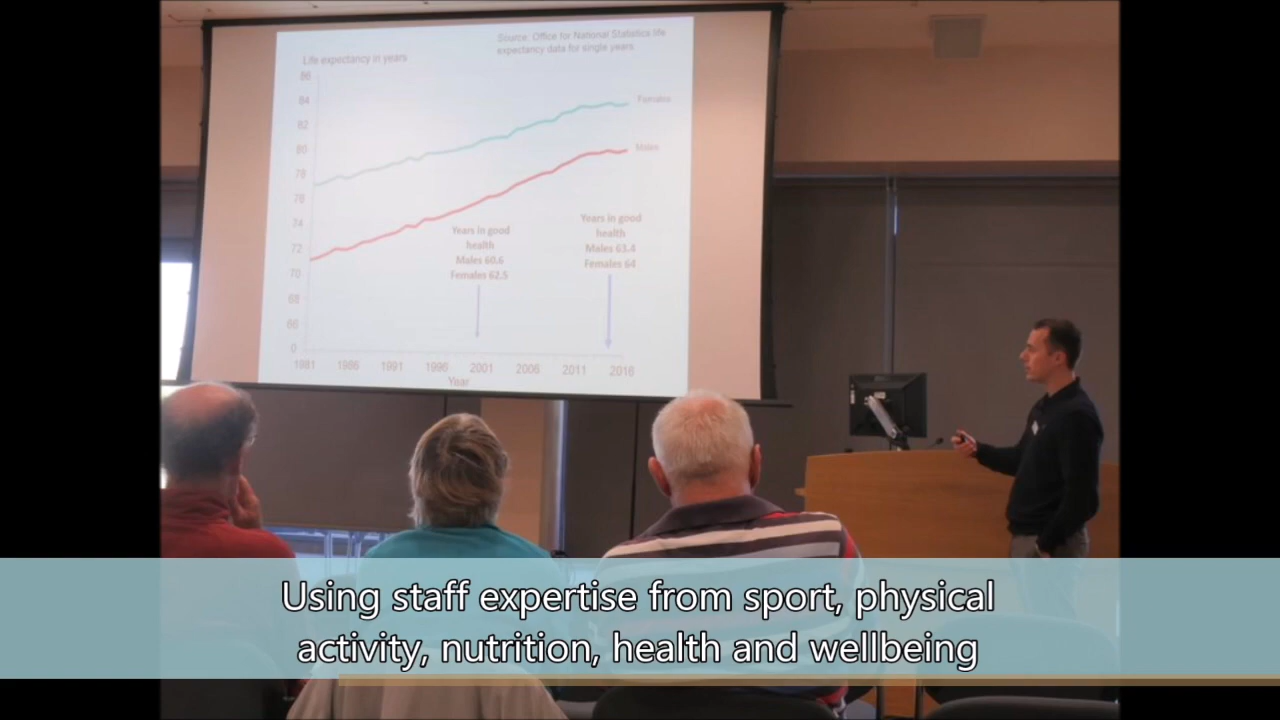 Source: Office for National Statistics life
expectancy data for single years
Life expectancy in years
86
84
82
80
78
76
74
72
70
68
66
0
Females
Males
Years in good
health
Males 60.6
Females 62.5
Years in good
health
Males 63.4
Females 64
1981 1986 1991 1996 2001 2006 2011 2016
Year
Using staff expertise from sport, physical
activity, nutrition, health and wellbeing